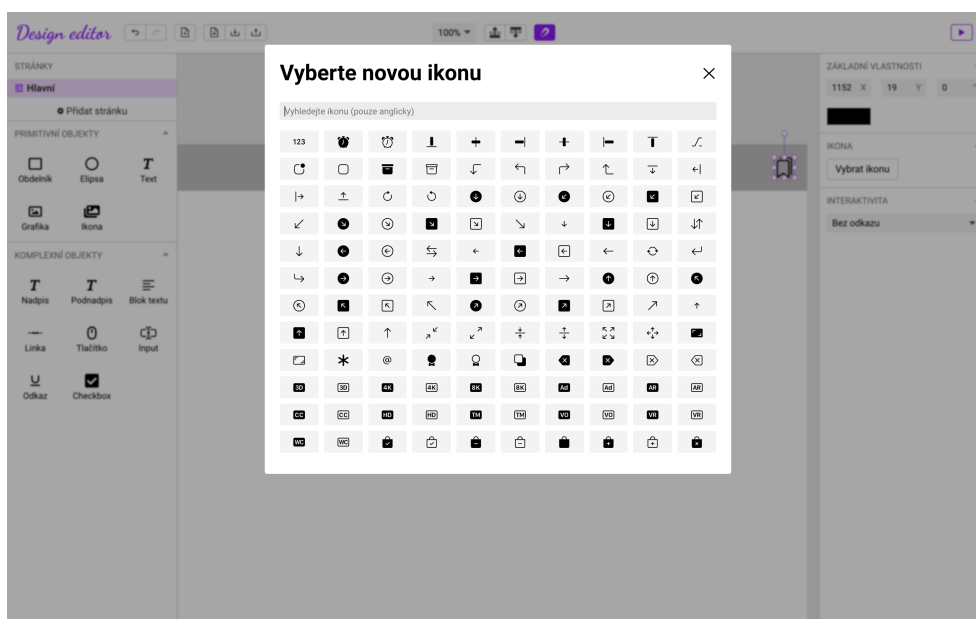 Design editor
100%
STRÁNKY
Hlavní
Přidat stránku
PRIMITIVNÍ OBJEKTY
Obdelník Elipsa Text
Grafika Ikona
KOMPLEXNÍ OBJEKTY
Nadpis Podnadpis Blok textu
Linka Tlačítko Input
Odkaz Checkbox
Vyberte novou ikonu
Vyhledejte ikonu (pouze anglicky)
123
@
3D 3D 4K 4K 8K 8K Ad Ad AR AR
CC CC HD HD TM TM VO VO VR VR
WC WC
ZÁKLADNÍ VLASTNOSTI
1152 X 19 Y 0
IKONA
Vybrat ikonu
INTERAKTIVITA
Bez odkazu